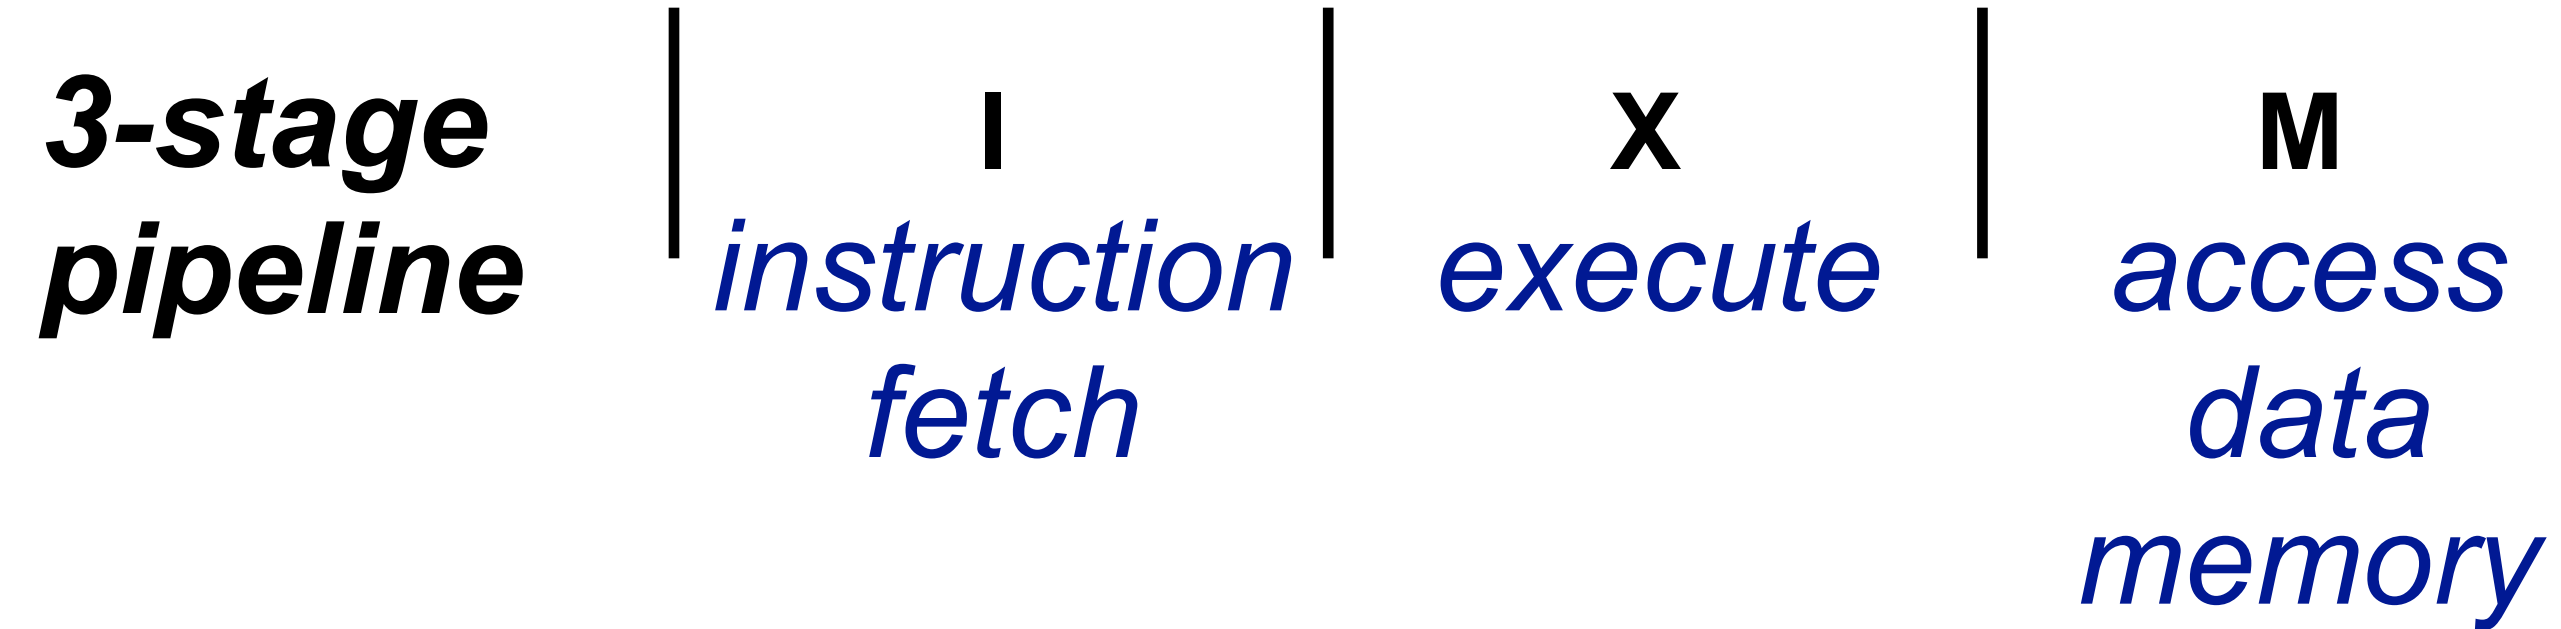 3-stage
pipeline
I
instruction
fetch
X
execute
M
access
data
memory